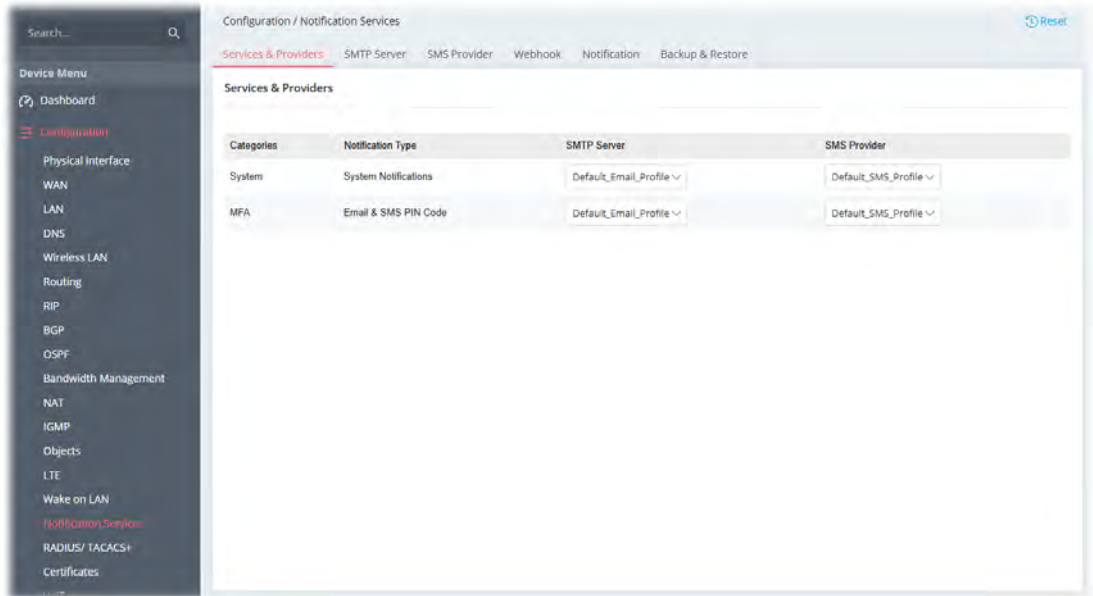 Search...
Device Menu
Dashboard
Configuration
Physical Interface
WAN
LAN
DNS
Wireless LAN
Routing
RIP
BGP
OSPF
Bandwidth Management
NAT
IGMP
Objects
LTE
Wake on LAN
Notification Services
RADIUS/ TACACS+
Certificates
Configuration / Notification Services
Reset
Services & Providers SMTP Server SMS Provider Webhook Notification Backup & Restore
Services & Providers
Categories Notification Type SMTP Server SMS Provider
System System Notifications Default_Email_Profile Default_SMS_Profile
MFA Email & SMS PIN Code Default_Email_Profile Default_SMS_Profile